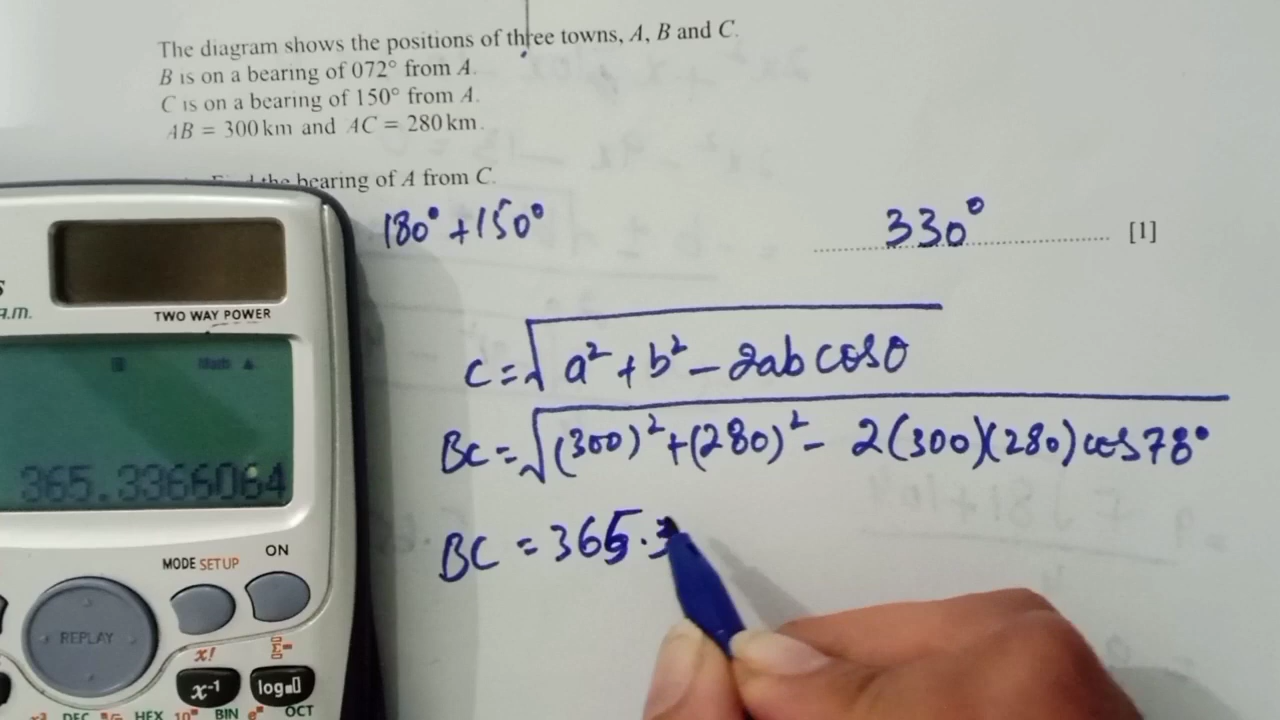 The diagram shows the positions of three towns, A, B and C.
B is on a bearing of 072° from A.
C is on a bearing of 150° from A.
AB = 300 km and AC = 280 km.
the bearing of A from C.
180° + 150°
330°
[1]
C = √a² + b² - 2ab cosθ
BC = √(300)² + (280)² - 2(300)(280) cos 78°
BC = 365.3
A.M.
TWO WAY POWER
Math ▲
365.3366064
MODE SETUP
ON
REPLAY
x!
x⁻¹
log
DEC
HEX
BIN
OCT